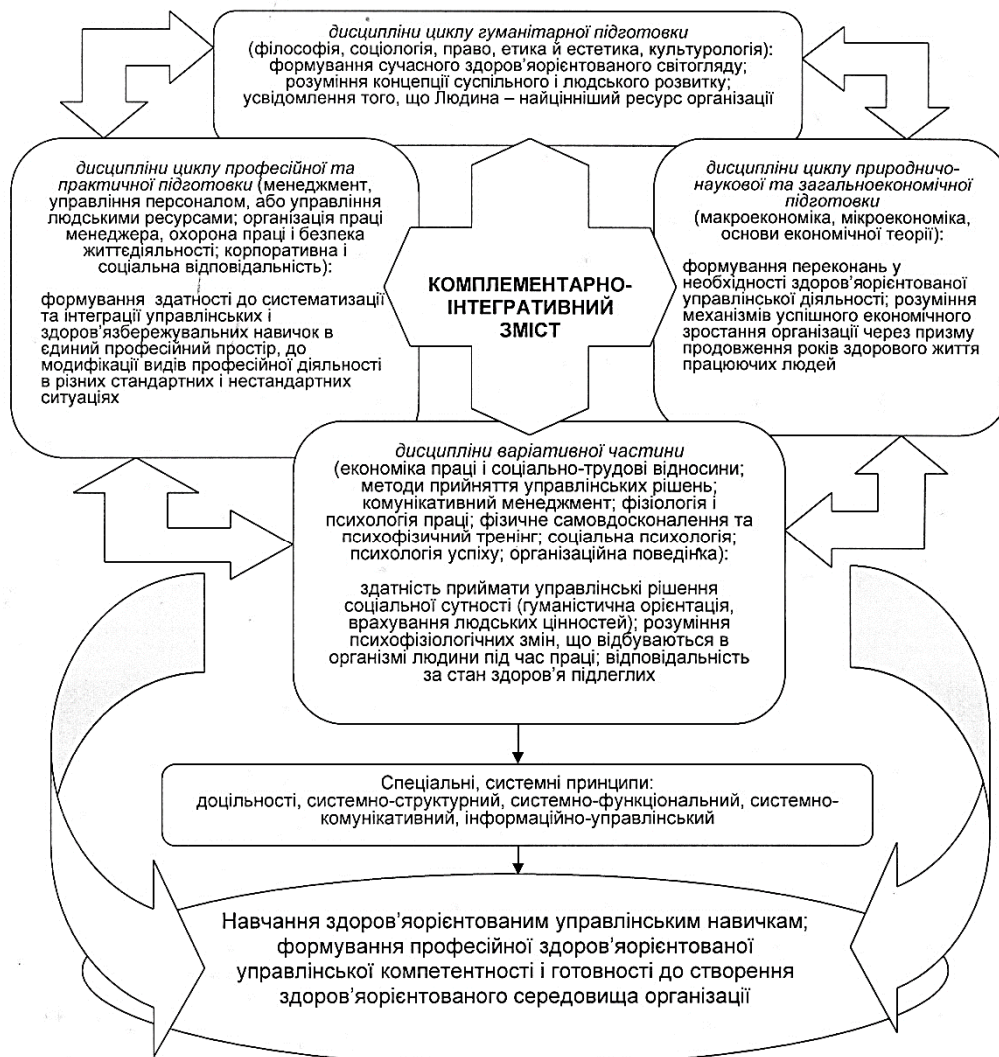 дисципліни циклу гуманітарної підготовки
(філософія, соціологія, право, етика й естетика, культурологія):
формування сучасного здоров’яорієнтованого світогляду;
розуміння концепції суспільного і людського розвитку;
усвідомлення того, що Людина – найцінніший ресурс організації
дисципліни циклу професійної та
практичної підготовки (менеджмент,
управління персоналом, або управління
людськими ресурсами; організація праці
менеджера, охорона праці і безпека
життєдіяльності; корпоративна і
соціальна відповідальність):
формування здатності до систематизації
та інтеграції управлінських і
здоров’язбережувальних навичок в
єдиний професійний простір, до
модифікації видів професійної діяльності
в різних стандартних і нестандартних
ситуаціях
КОМПЛЕМЕНТАРНО-
ІНТЕГРАТИВНИЙ
ЗМІСТ
дисципліни циклу природничо-
наукової та загальноекономічної
підготовки
(макроекономіка, мікроекономіка,
основи економічної теорії):
формування переконань у
необхідності здоров’яорієнтованої
управлінської діяльності; розуміння
механізмів успішного економічного
зростання організації через призму
продовження років здорового життя
працюючих людей
дисципліни варіативної частини
(економіка праці і соціально-трудові відносини;
методи прийняття управлінських рішень;
комунікативний менеджмент; фізіологія і
психологія праці; фізичне самовдосконалення та
психофізичний тренінг; соціальна психологія;
психологія успіху; організаційна поведінка):
здатність приймати управлінські рішення
соціальної сутності (гуманістична орієнтація,
врахування людських цінностей); розуміння
психофізіологічних змін, що відбуваються в
організмі людини під час праці; відповідальність
за стан здоров’я підлеглих
Спеціальні, системні принципи:
доцільності, системно-структурний, системно-функціональний, системно-
комунікативний, інформаційно-управлінський
Навчання здоров’яорієнтованим управлінським навичкам;
формування професійної здоров’яорієнтованої
управлінської компетентності і готовності до створення
здоров’яорієнтованого середовища організації